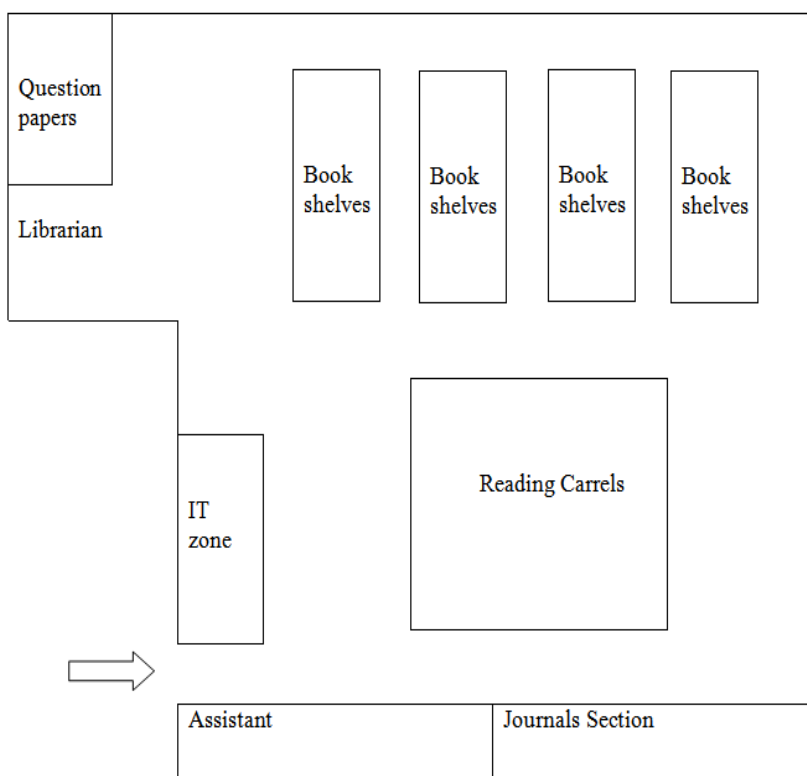 Question
papers
Book
shelves
Book
shelves
Book
shelves
Book
shelves
Librarian
Reading Carrels
IT
zone
Assistant
Journals Section